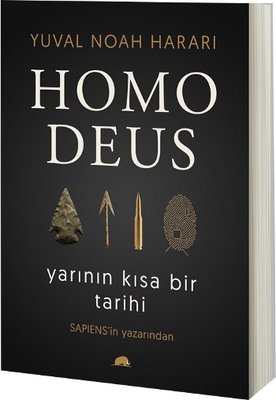 YUVAL NOAH HARARI
HOMO
DEUS
yarının kısa bir
tarihi
SAPIENS'in yazarından